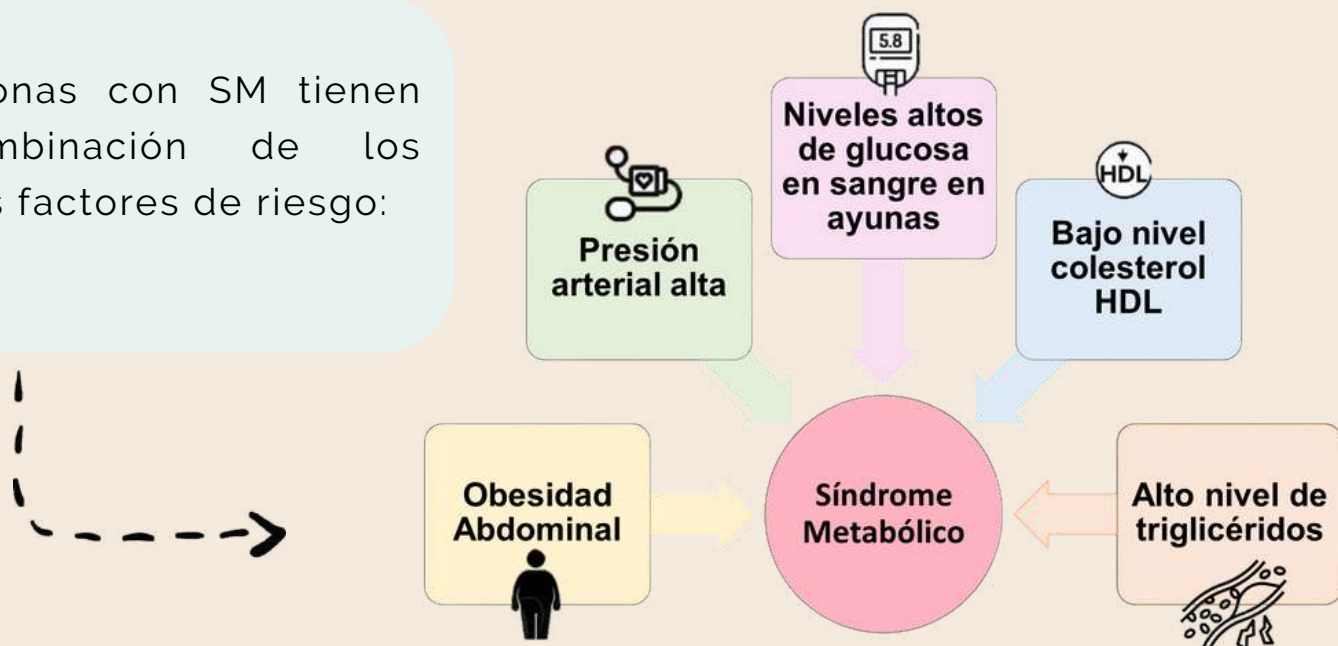 onas con SM tienen
mbinación de los
s factores de riesgo:
5.8
Niveles altos
de glucosa
en sangre en
ayunas
Presión
arterial alta
HDL
Bajo nivel
colesterol
HDL
Obesidad
Abdominal
Síndrome
Metabólico
Alto nivel de
triglicéridos